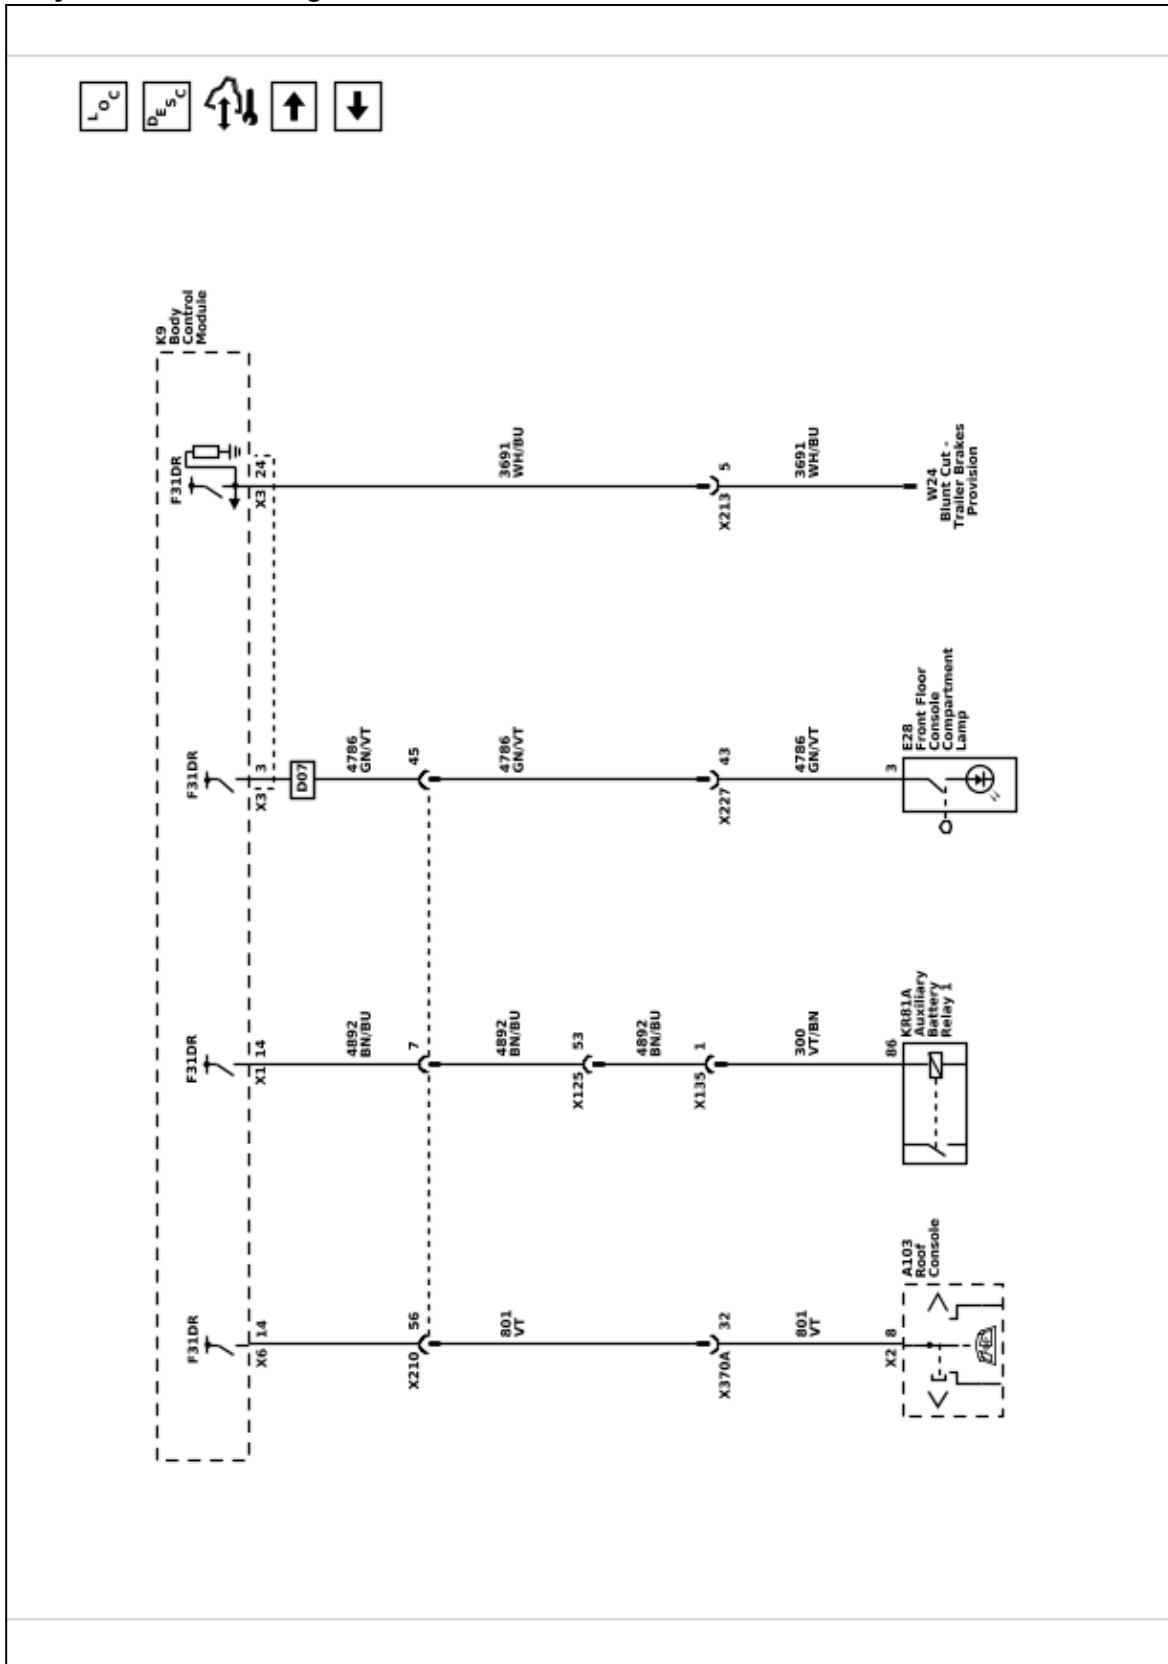 LOC
DESC
K9
Body
Control
Module
F31DR
X3
24
3691
WH/BU
X213
5
3691
WH/BU
W24
Blunt Cut -
Trailer Brakes
Provision
F31DR
X3
3
D07
4786
GN/VT
45
4786
GN/VT
X227
43
4786
GN/VT
3
E28
Front Floor
Console
Compartment
Lamp
F31DR
X1
14
4892
BN/BU
7
4892
BN/BU
X125
53
4892
BN/BU
X135
1
300
VT/BN
86
KR81A
Auxiliary
Battery
Relay 1
F31DR
X6
14
X210
56
801
VT
X370A
32
801
VT
X2
8
A103
Roof
Console